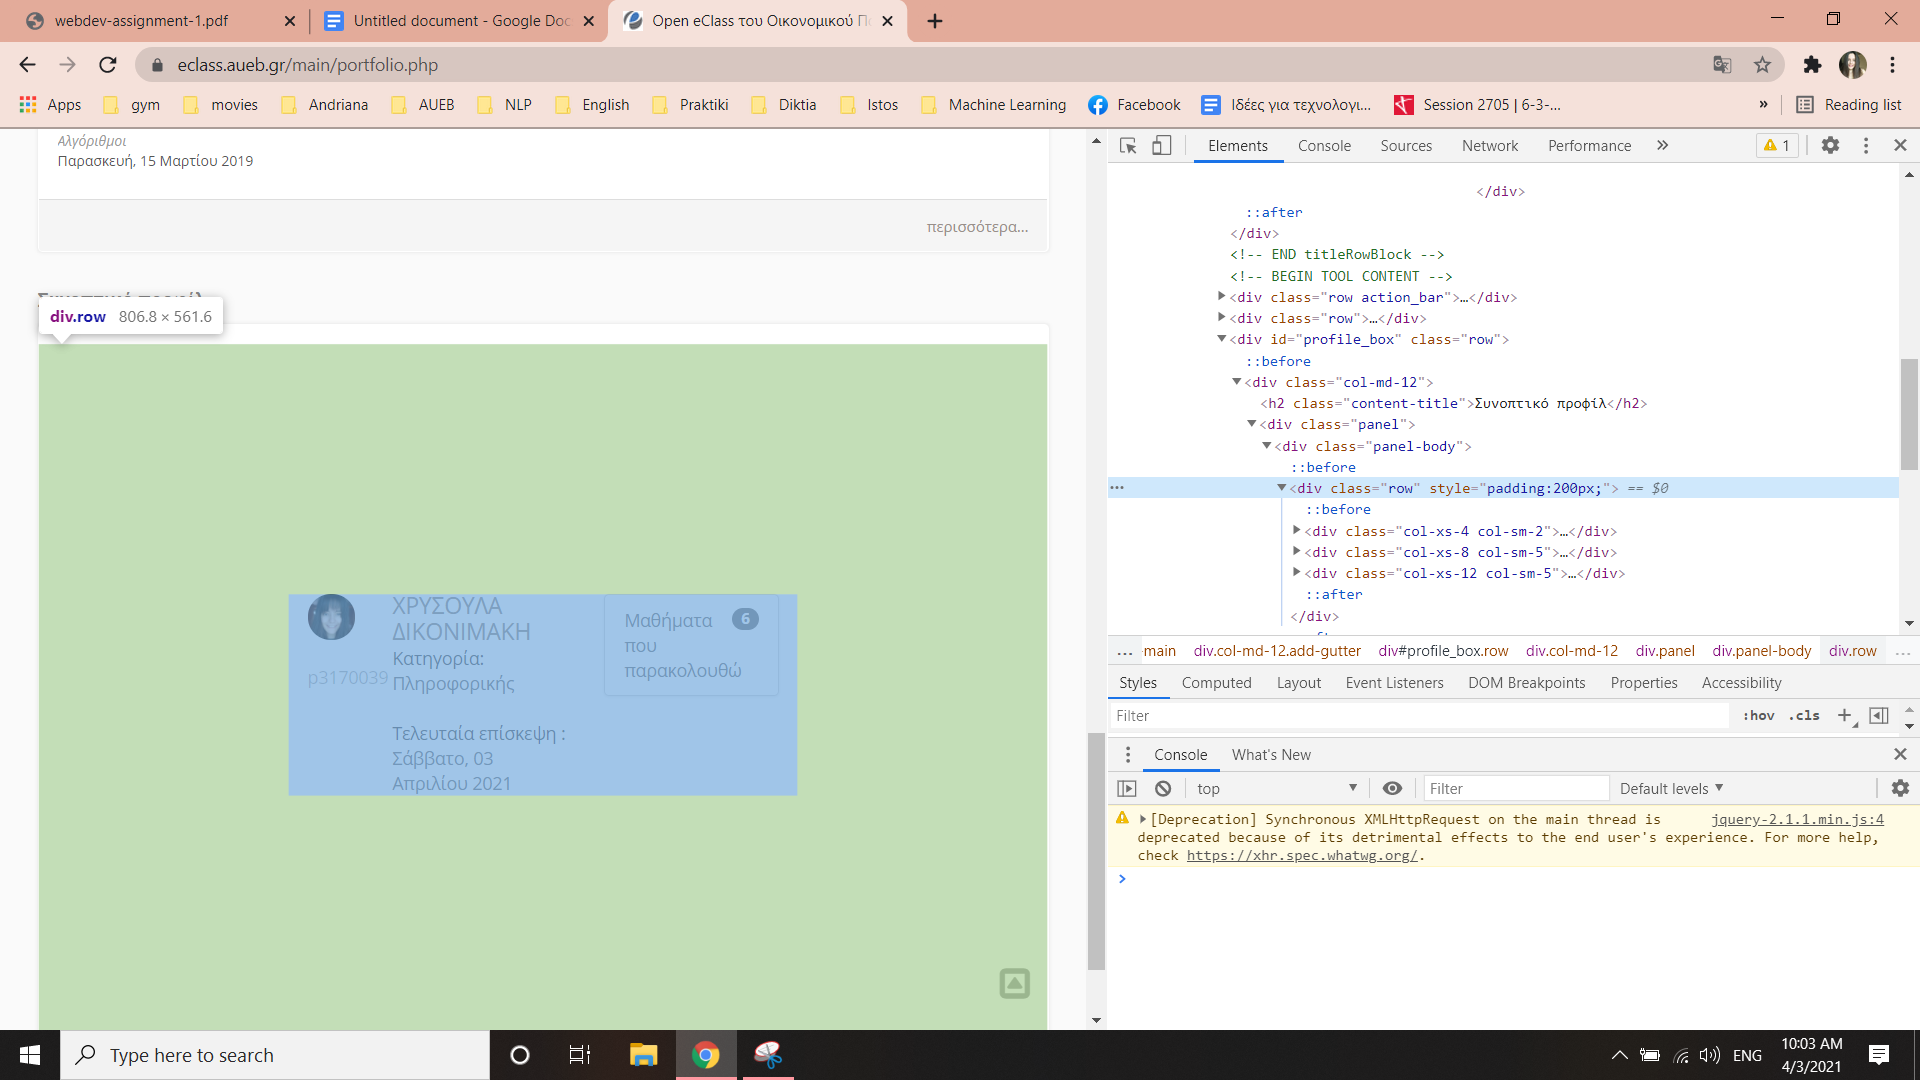 webdev-assignment-1.pdf
Untitled document - Google Doc
Open eClass του Οικονομικού Π
eclass.aueb.gr/main/portfolio.php
Apps gym movies Andriana AUEB NLP English Praktiki Diktia Istos Machine Learning Facebook Ιδέες για τεχνολογι... Session 2705 | 6-3-... » Reading list
Αλγόριθμοι
Παρασκευή, 15 Μαρτίου 2019
περισσότερα...
Συνοπτικό προφίλ
div.row 806.8 × 561.6
ΧΡΥΣΟΥΛΑ
ΔΙΚΟΝΙΜΑΚΗ
Κατηγορία:
Πληροφορικής
p3170039
Τελευταία επίσκεψη :
Σάββατο, 03
Απριλίου 2021
Μαθήματα 6
που
παρακολουθώ
Elements Console Sources Network Performance » 1
</div>
::after
</div>
<!-- END titleRowBlock -->
<!-- BEGIN TOOL CONTENT -->
<div class="row action_bar">…</div>
<div class="row">…</div>
<div id="profile_box" class="row">
::before
<div class="col-md-12">
<h2 class="content-title">Συνοπτικό προφίλ</h2>
<div class="panel">
<div class="panel-body">
::before
<div class="row" style="padding:200px;"> == $0
::before
<div class="col-xs-4 col-sm-2">…</div>
<div class="col-xs-8 col-sm-5">…</div>
<div class="col-xs-12 col-sm-5">…</div>
::after
</div>
... -main div.col-md-12.add-gutter div#profile_box.row div.col-md-12 div.panel div.panel-body div.row ...
Styles Computed Layout Event Listeners DOM Breakpoints Properties Accessibility
Filter :hov .cls +
Console What's New
top Filter Default levels
[Deprecation] Synchronous XMLHttpRequest on the main thread is jquery-2.1.1.min.js:4
deprecated because of its detrimental effects to the end user's experience. For more help,
check https://xhr.spec.whatwg.org/.
>
Type here to search
ENG
10:03 AM
4/3/2021